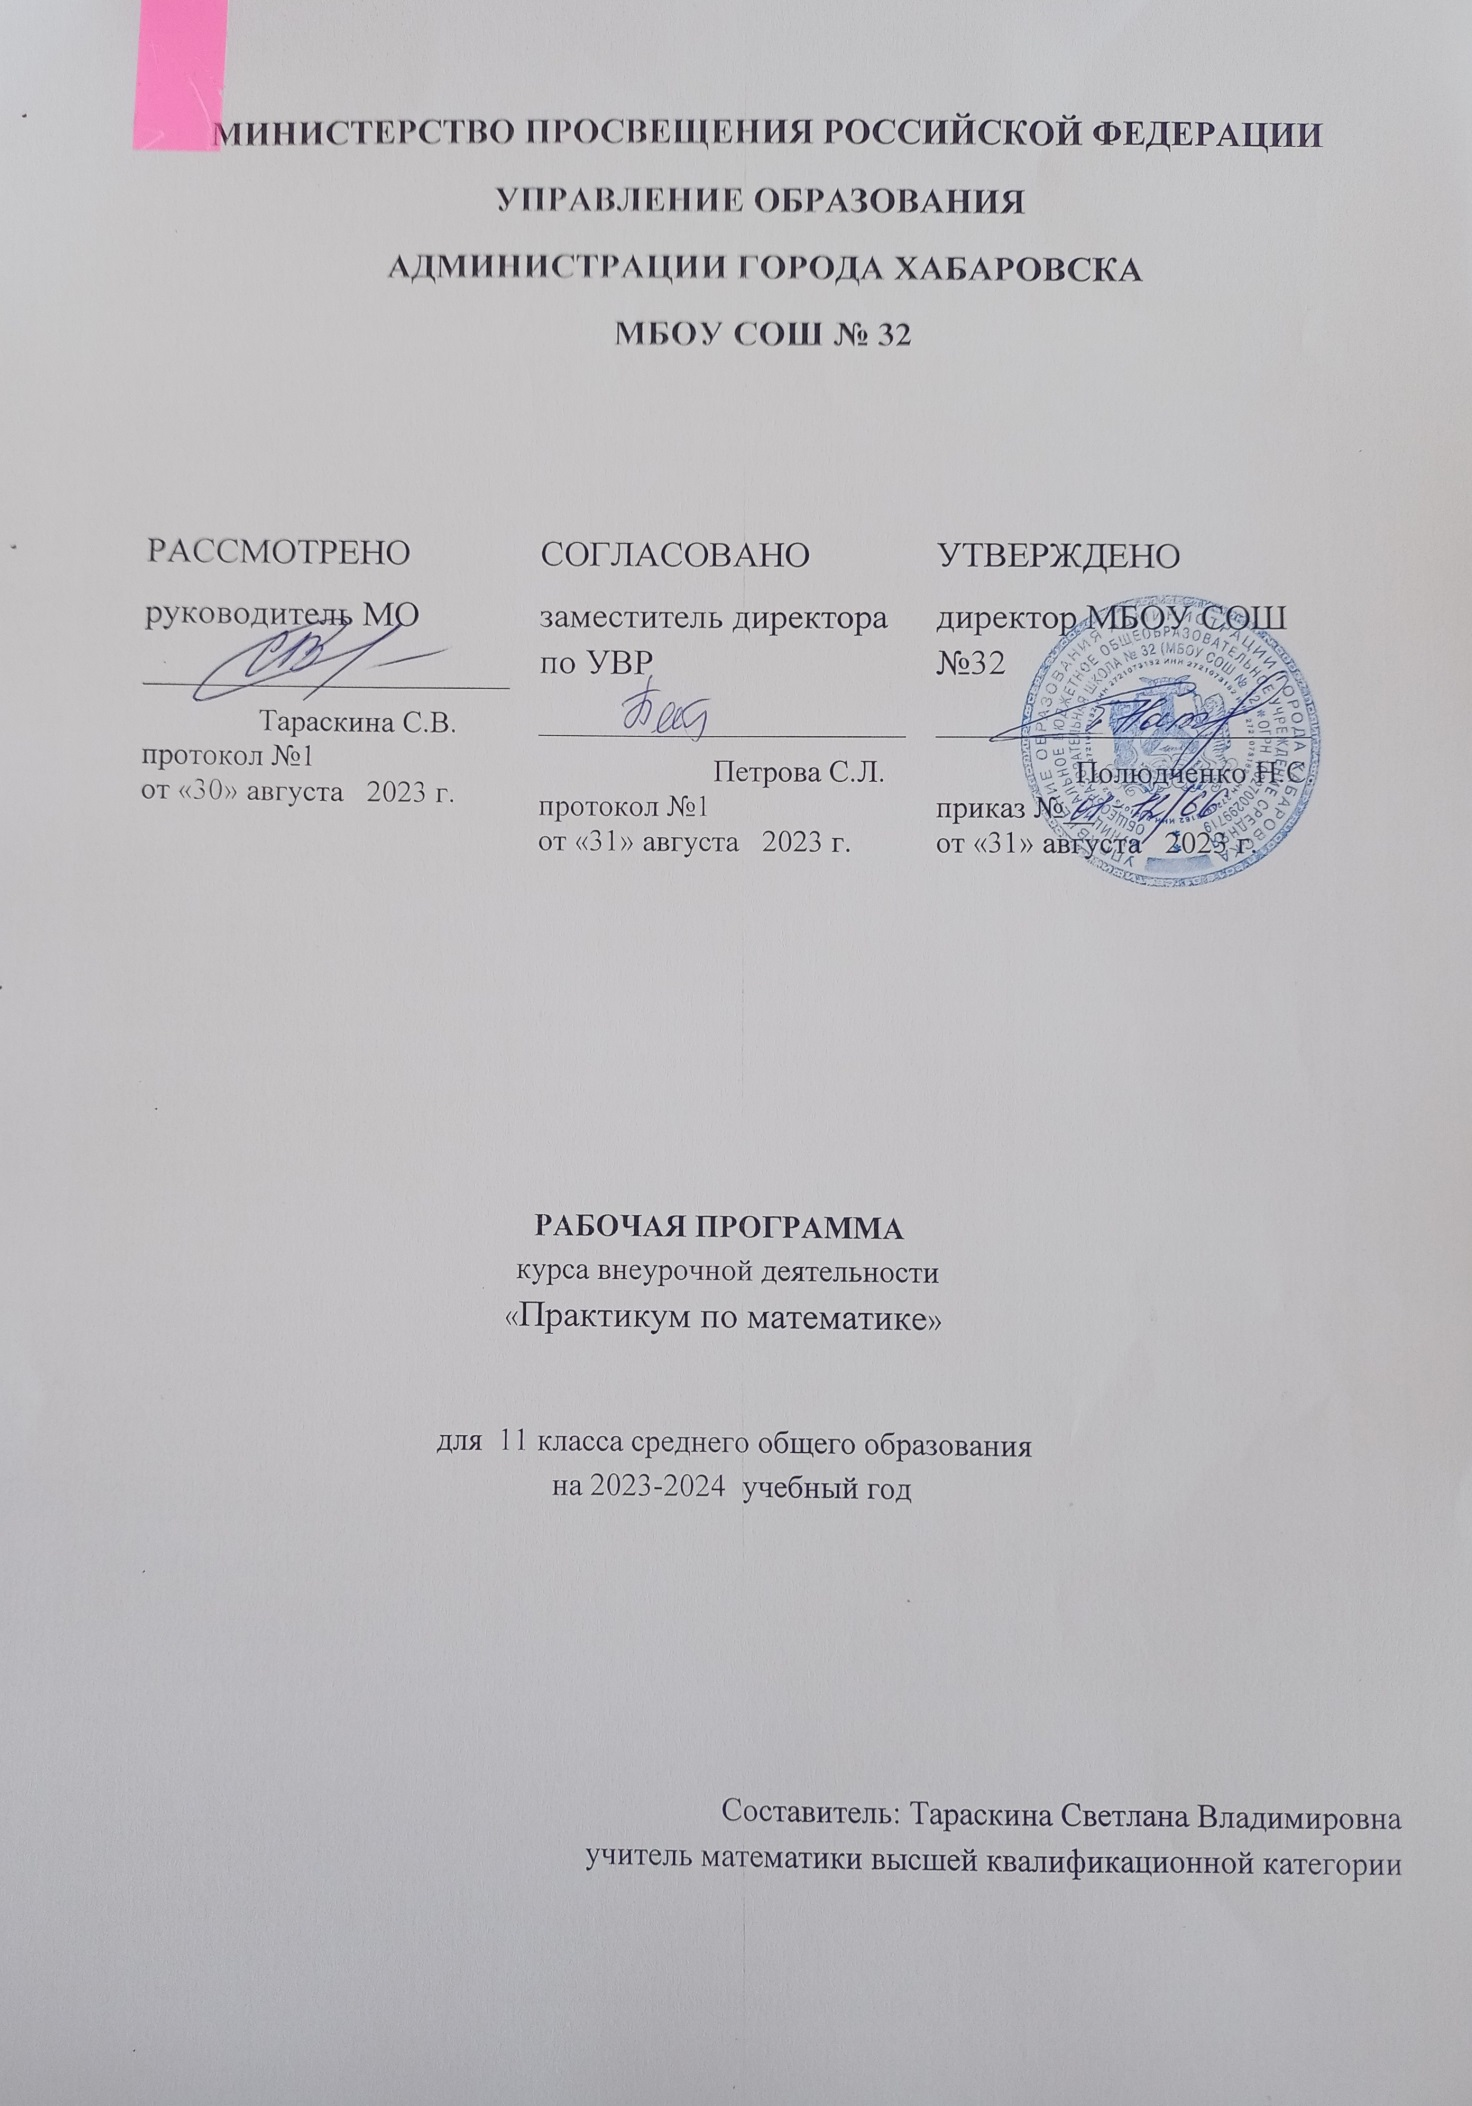 МИНИСТЕРСТВО ПРОСВЕЩЕНИЯ РОССИЙСКОЙ ФЕДЕРАЦИИ
УПРАВЛЕНИЕ ОБРАЗОВАНИЯ
АДМИНИСТРАЦИИ ГОРОДА ХАБАРОВСКА
МБОУ СОШ № 32
РАССМОТРЕНО
руководитель МО
Тараскина С.В.
протокол №1
от «30» августа 2023 г.
СОГЛАСОВАНО
заместитель директора
по УВР
Петрова С.Л.
протокол №1
от «31» августа 2023 г.
УТВЕРЖДЕНО
директор МБОУ СОШ
№32
Полюдченко Н.С
приказ №
от «31» августа 2023 г.
РАБОЧАЯ ПРОГРАММА
курса внеурочной деятельности
«Практикум по математике»
для 11 класса среднего общего образования
на 2023-2024 учебный год
Составитель: Тараскина Светлана Владимировна
учитель математики высшей квалификационной категории